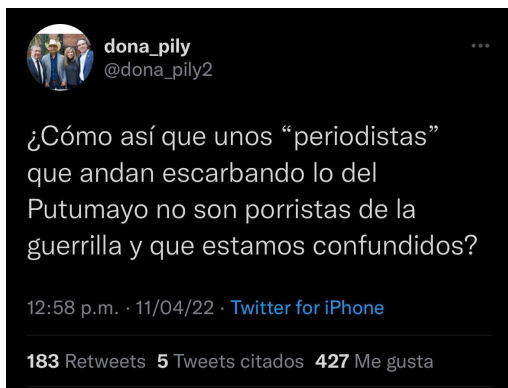 dona_pily
@dona_pily2
¿Cómo así que unos “periodistas”
que andan escarbando lo del
Putumayo no son porristas de la
guerrilla y que estamos confundidos?
12:58 p.m. · 11/04/22 · Twitter for iPhone
183 Retweets 5 Tweets citados 427 Me gusta